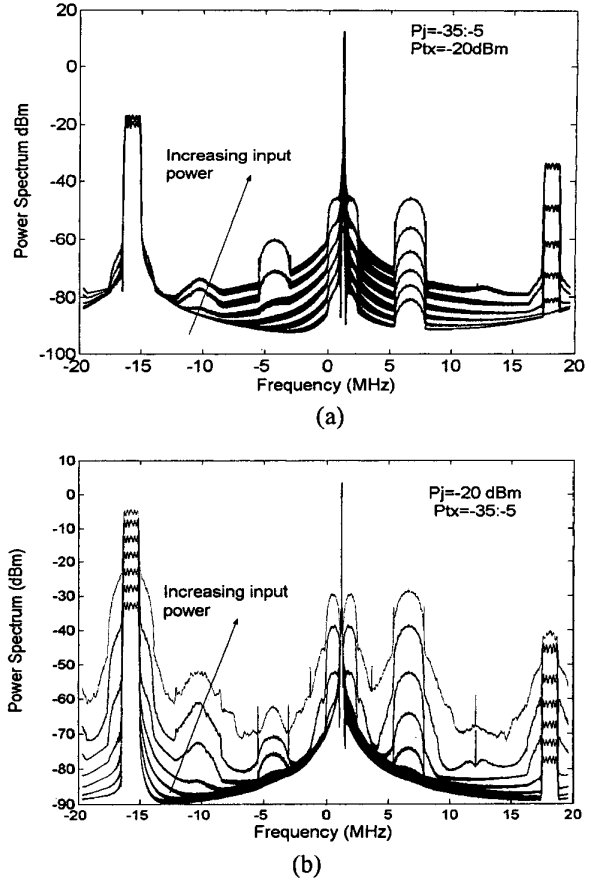 20
0
-20
-40
-60
-80
-100
Power Spectrum dBm
Pj=-35:-5
Ptx=-20dBm
Increasing input
power
-20 -15 -10 -5 0 5 10 15 20
Frequency (MHz)
(a)
10
0
-10
-20
-30
-40
-50
-60
-70
-80
-90
Power Spectrum (dBm)
Pj=-20 dBm
Ptx=-35:-5
Increasing input
power
-20 -15 -10 -5 0 5 10 15 20
Frequency (MHz)
(b)